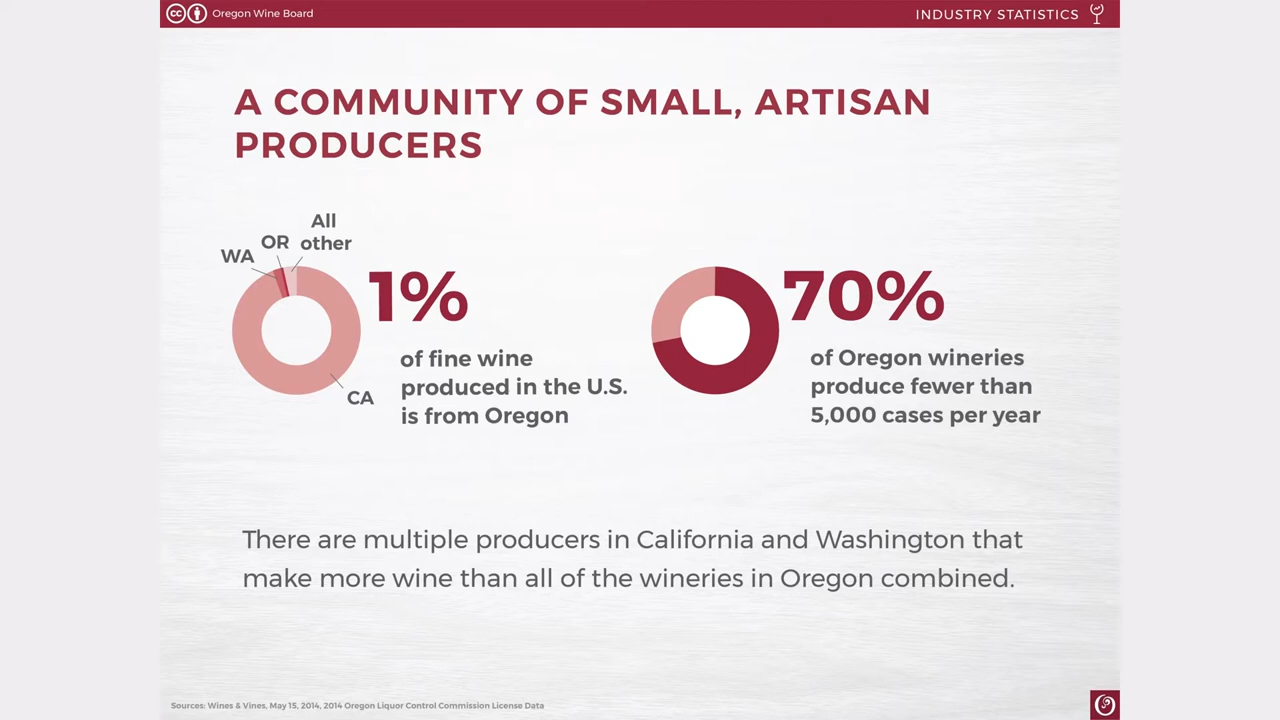 Oregon Wine Board
INDUSTRY STATISTICS
A COMMUNITY OF SMALL, ARTISAN
PRODUCERS
All
other
OR
WA
CA
1%
of fine wine
produced in the U.S.
is from Oregon
70%
of Oregon wineries
produce fewer than
5,000 cases per year
There are multiple producers in California and Washington that
make more wine than all of the wineries in Oregon combined.
Sources: Wines & Vines, May 15, 2014, 2014 Oregon Liquor Control Commission License Data